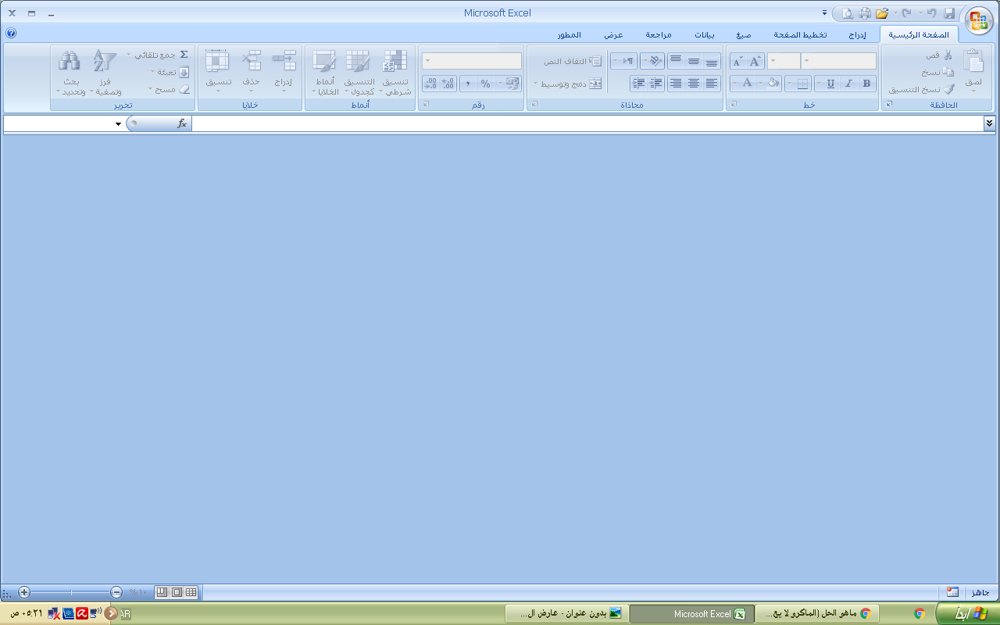 Microsoft Excel
الصفحة الرئيسية
إدراج
تخطيط الصفحة
صيغ
بيانات
مراجعة
عرض
المطور
لصق
قص
نسخ
نسخ التنسيق
الحافظة
A A
B I U
A
خط
التفاف النص
دمج وتوسيط
محاذاة
% ,
.00 .0
رقم
تنسيق شرطي
التنسيق كجدول
أنماط الخلايا
أنماط
إدراج
حذف
تنسيق
خلايا
Σ جمع تلقائي
تعبئة
مسح
فرز وتصفية
بحث وتحديد
تحرير
fx
جاهز
١٠ %
ابدأ
ماهو الحل (الماكرو لا يع...
Microsoft Excel
بدون عنوان - عارض ال...
AR
٠٥:٢١ ص